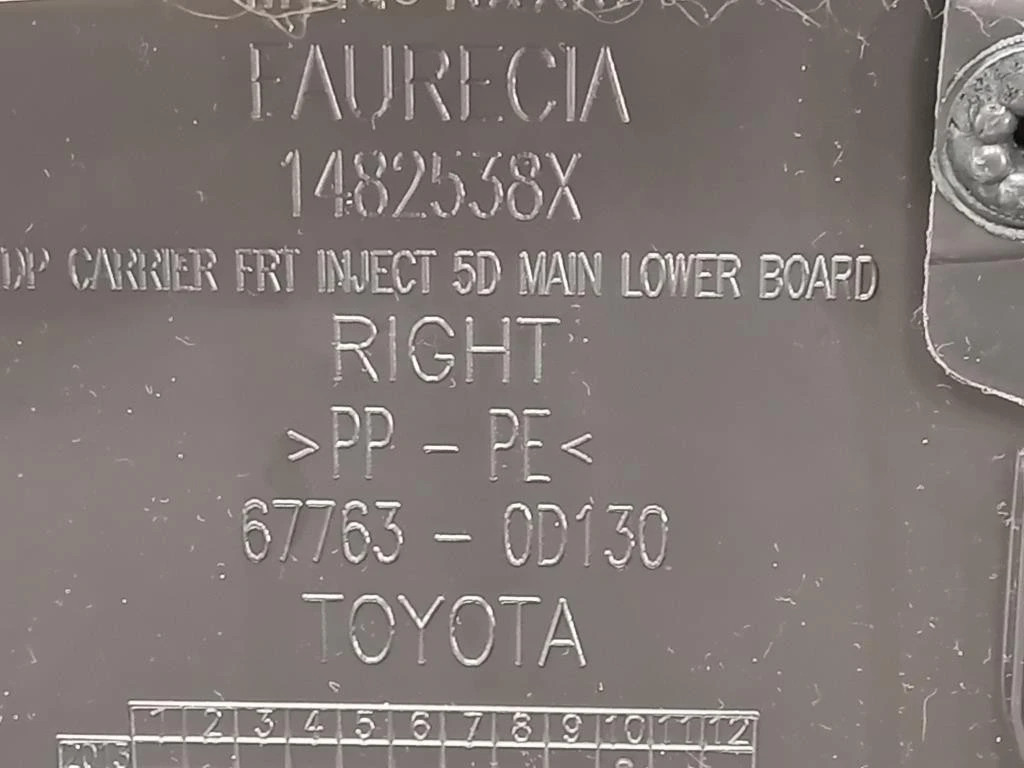 FAURECIA
1482538X
DP CARRIER FRT INJECT 5D MAIN LOWER BOARD
RIGHT
>PP - PE<
67763 - 0D130
TOYOTA
1 2 3 4 5 6 7 8 9 10 11 12